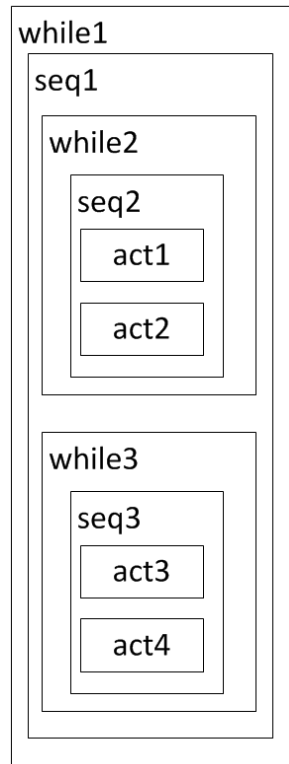 while1
seq1
while2
seq2
act1
act2
while3
seq3
act3
act4